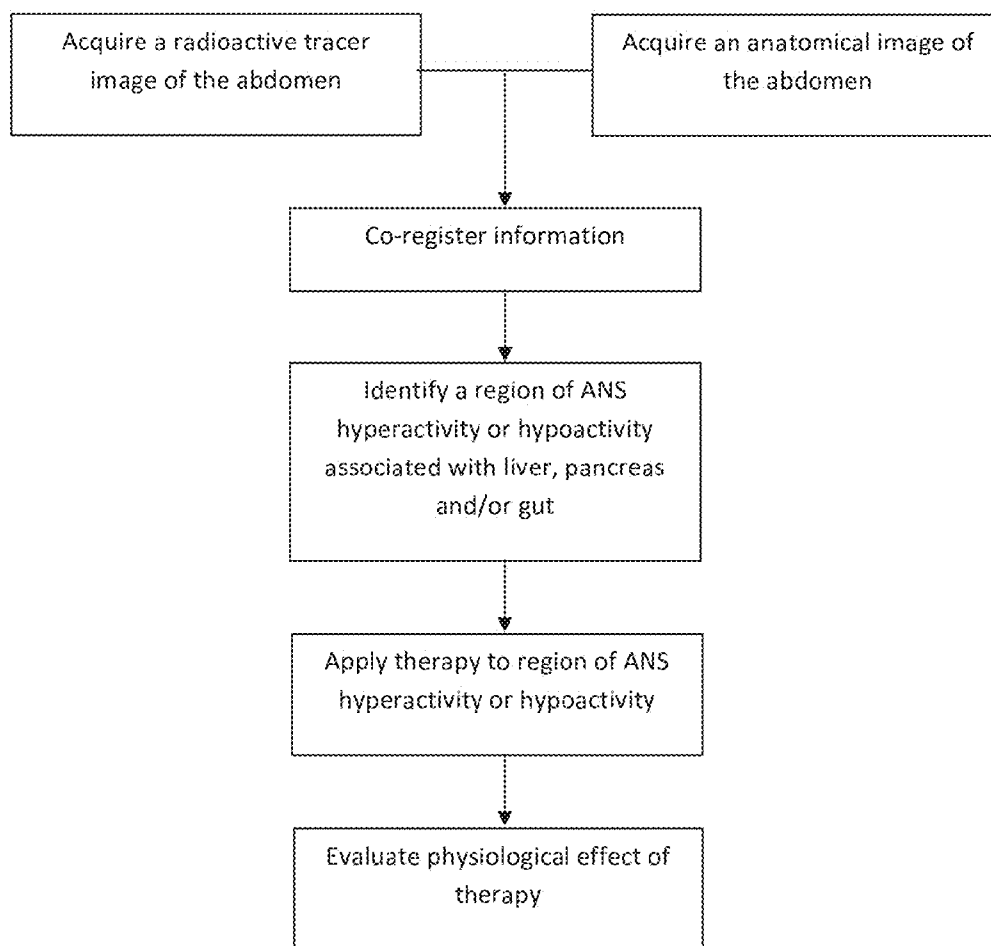 Acquire a radioactive tracer
image of the abdomen
Acquire an anatomical image of
the abdomen
Co-register information
Identify a region of ANS
hyperactivity or hypoactivity
associated with liver, pancreas
and/or gut
Apply therapy to region of ANS
hyperactivity or hypoactivity
Evaluate physiological effect of
therapy